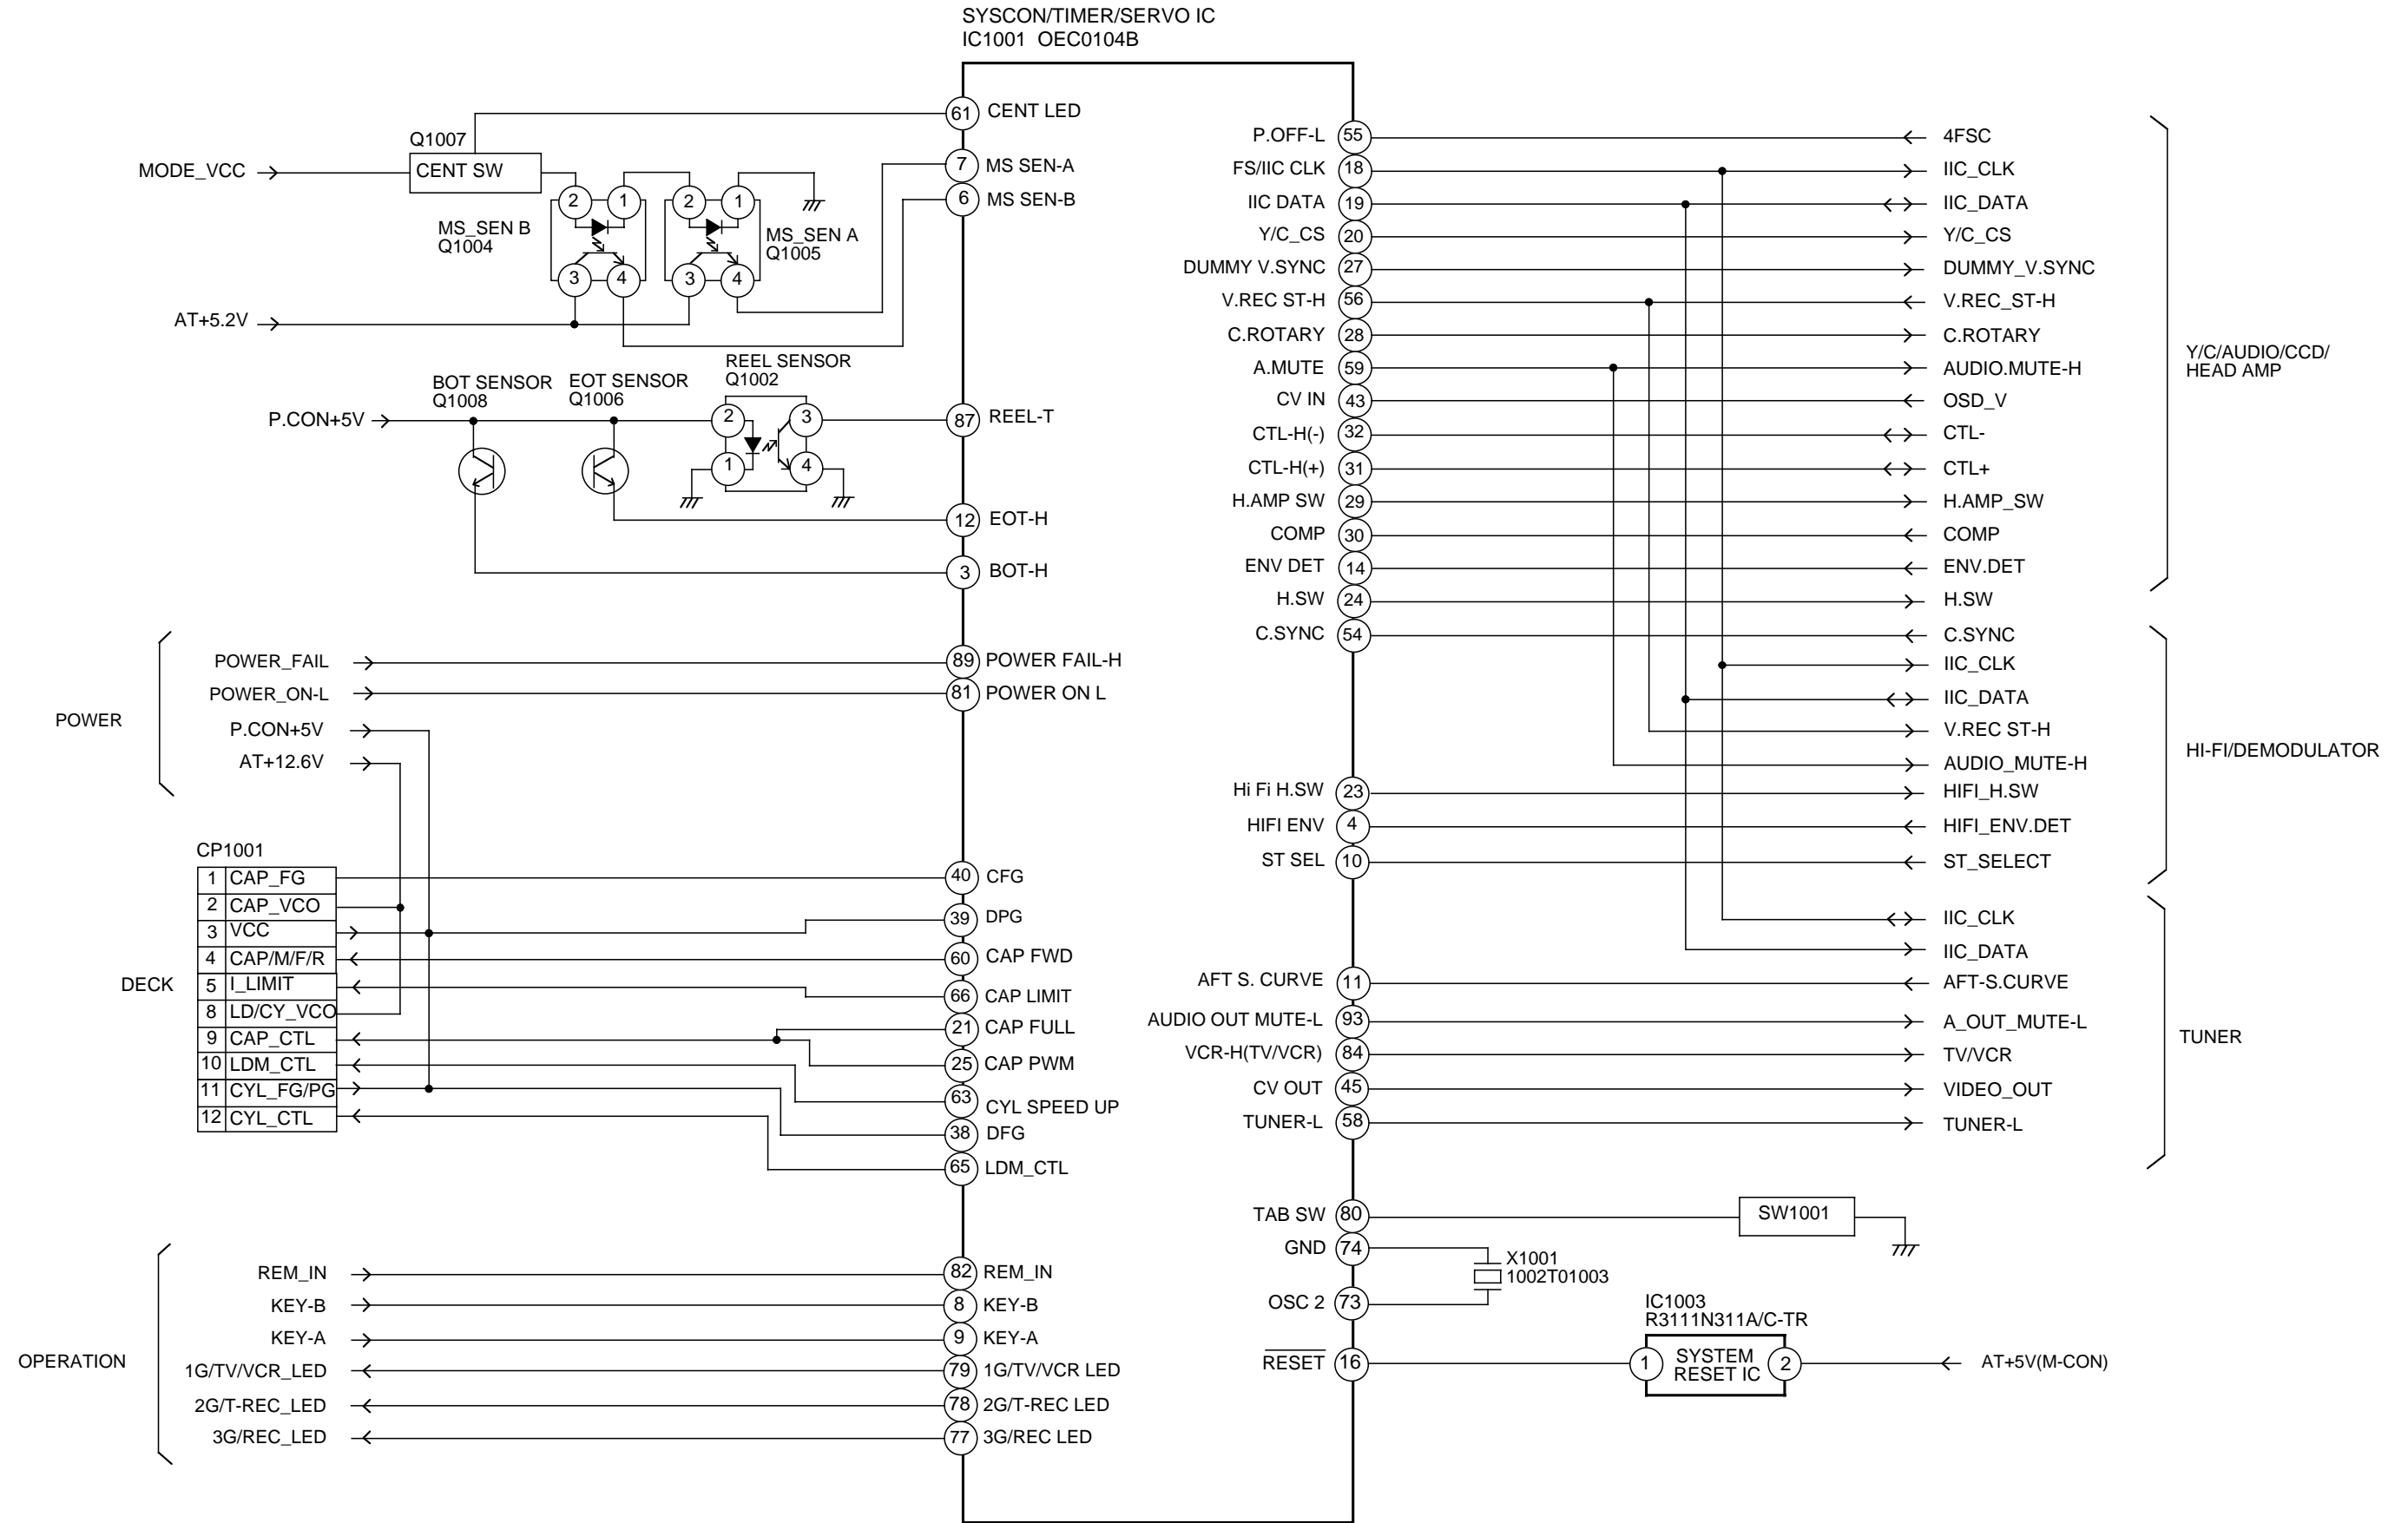 SYSCON/TIMER/SERVO IC
IC1001 OEC0104B
61 CENT LED
Q1007
MODE_VCC
CENT SW
7 MS SEN-A
6 MS SEN-B
2 1 2 1
MS_SEN B
Q1004
MS_SEN A
Q1005
3 4 3 4
AT+5.2V
REEL SENSOR
Q1002
BOT SENSOR
Q1008
EOT SENSOR
Q1006
P.CON+5V
2 3
1 4
87 REEL-T
12 EOT-H
3 BOT-H
POWER
POWER_FAIL
89 POWER FAIL-H
POWER_ON-L
81 POWER ON L
P.CON+5V
AT+12.6V
DECK
CP1001
1 CAP_FG
2 CAP_VCO
3 VCC
4 CAP/M/F/R
5 I_LIMIT
8 LD/CY_VCO
9 CAP_CTL
10 LDM_CTL
11 CYL_FG/PG
12 CYL_CTL
40 CFG
39 DPG
60 CAP FWD
66 CAP LIMIT
21 CAP FULL
25 CAP PWM
63 CYL SPEED UP
38 DFG
65 LDM_CTL
OPERATION
REM_IN
82 REM_IN
KEY-B
8 KEY-B
KEY-A
9 KEY-A
1G/TV/VCR_LED
79 1G/TV/VCR LED
2G/T-REC_LED
78 2G/T-REC LED
3G/REC_LED
77 3G/REC LED
P.OFF-L 55 4FSC
FS/IIC CLK 18 IIC_CLK
IIC DATA 19 IIC_DATA
Y/C_CS 20 Y/C_CS
DUMMY V.SYNC 27 DUMMY_V.SYNC
V.REC ST-H 56 V.REC_ST-H
C.ROTARY 28 C.ROTARY
A.MUTE 59 AUDIO.MUTE-H
CV IN 43 OSD_V
CTL-H(-) 32 CTL-
CTL-H(+) 31 CTL+
H.AMP SW 29 H.AMP_SW
COMP 30 COMP
ENV DET 14 ENV.DET
H.SW 24 H.SW
Y/C/AUDIO/CCD/
HEAD AMP
C.SYNC 54 C.SYNC
IIC_CLK
IIC_DATA
V.REC ST-H
AUDIO_MUTE-H
Hi Fi H.SW 23 HIFI_H.SW
HIFI ENV 4 HIFI_ENV.DET
ST SEL 10 ST_SELECT
HI-FI/DEMODULATOR
IIC_CLK
IIC_DATA
AFT S. CURVE 11 AFT-S.CURVE
AUDIO OUT MUTE-L 93 A_OUT_MUTE-L
VCR-H(TV/VCR) 84 TV/VCR
CV OUT 45 VIDEO_OUT
TUNER-L 58 TUNER-L
TUNER
TAB SW 80 SW1001
GND 74
X1001
1002T01003
OSC 2 73
IC1003
R3111N311A/C-TR
RESET 16
1 SYSTEM
RESET IC 2
AT+5V(M-CON)